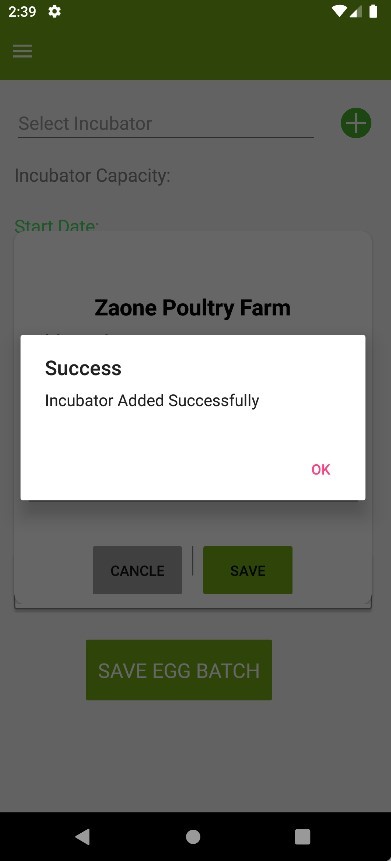 2:39
Select Incubator
Incubator Capacity:
Start Date:
Zaone Poultry Farm
Success
Incubator Added Successfully
OK
CANCLE
SAVE
SAVE EGG BATCH